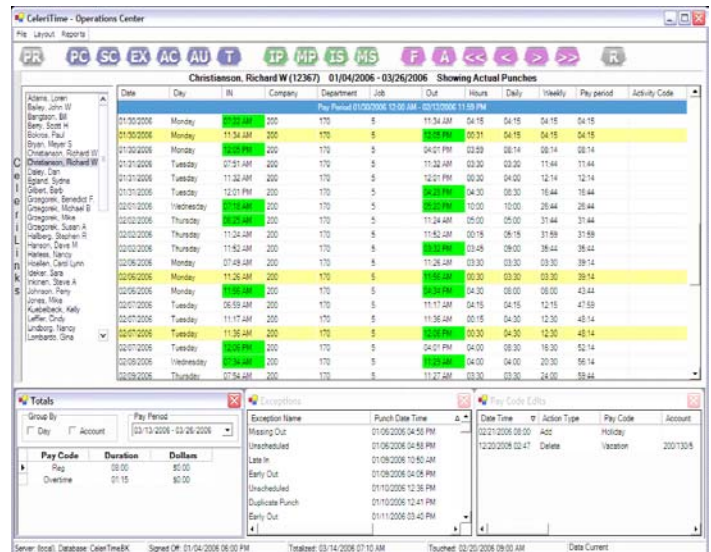 CeleriTime - Operations Center
File Layout Reports
PR PC SC EX AC AU T IP MP IS MS F A << < > >> R
Christianson, Richard W (12367) 01/04/2006 - 03/26/2006 Showing Actual Punches
CeleriLinks
Adams, Loren
Bailey, John W
Bangtson, Bill
Berry, Scott H
Bokros, Paul
Bryan, Meyer S
Christianson, Richard W
Christianson, Richard W
Daley, Dan
Egland, Sydne
Gilbert, Barb
Grzegorek, Benedict F.
Grzegorek, Michael B
Grzegorek, Mike
Grzegorek, Susan A
Hallberg, Stephen R
Hanson, Dave M
Harless, Nancy
Hoellen, Carol Lynn
Idekar, Sara
Inkinen, Steve A
Johnson, Perry
Jones, Mike
Kuebelbeck, Kelly
Leffler, Cindy
Lindborg, Nancy
Lombardo, Gina
Date Day IN Company Department Job Out Hours Daily Weekly Pay period Activity Code
Pay Period 01/30/2006 12:00 AM - 02/12/2006 11:59 PM
01/30/2006 Monday 07:22 AM 200 170 5 11:34 AM 04:15 04:15 04:15 04:15
01/30/2006 Monday 11:34 AM 200 170 5 12:05 PM 00:31 04:15 04:15 04:15
01/30/2006 Monday 12:05 PM 200 170 5 04:01 PM 03:59 08:14 08:14 08:14
01/31/2006 Tuesday 07:51 AM 200 170 5 11:32 AM 03:30 03:30 11:44 11:44
01/31/2006 Tuesday 11:32 AM 200 170 5 12:01 PM 00:30 04:00 12:14 12:14
01/31/2006 Tuesday 12:01 PM 200 170 5 04:28 PM 04:30 08:30 16:44 16:44
02/01/2006 Wednesday 07:18 AM 200 170 5 05:20 PM 10:00 10:00 26:44 26:44
02/02/2006 Thursday 06:25 AM 200 170 5 11:24 AM 05:00 05:00 31:44 31:44
02/02/2006 Thursday 11:24 AM 200 170 5 11:52 AM 00:15 05:15 31:59 31:59
02/02/2006 Thursday 11:52 AM 200 170 5 03:32 PM 03:45 09:00 35:44 35:44
02/06/2006 Monday 07:49 AM 200 170 5 11:26 AM 03:30 03:30 03:30 39:14
02/06/2006 Monday 11:26 AM 200 170 5 11:56 AM 00:30 03:30 03:30 39:14
02/06/2006 Monday 11:56 AM 200 170 5 04:34 PM 04:30 08:00 08:00 43:44
02/07/2006 Tuesday 06:59 AM 200 170 5 11:17 AM 04:15 04:15 12:15 47:59
02/07/2006 Tuesday 11:17 AM 200 170 5 11:36 AM 00:15 04:30 12:30 48:14
02/07/2006 Tuesday 11:36 AM 200 170 5 12:06 PM 00:30 04:30 12:30 48:14
02/07/2006 Tuesday 12:06 PM 200 170 5 04:01 PM 04:00 08:30 16:30 52:14
02/08/2006 Wednesday 07:34 AM 200 170 5 11:29 AM 04:00 04:00 20:30 56:14
02/09/2006 Thursday 07:54 AM 200 170 5 11:27 AM 03:30 03:30 24:00 59:44
Totals
Group By Pay Period
Day Account 03/13/2006 - 03/26/2006
Pay Code Duration Dollars
Reg 08:00 $0.00
Overtime 01:15 $0.00
Exceptions
Exception Name Punch Date Time
Missing Out 01/06/2006 04:58 PM
Unscheduled 01/06/2006 04:58 PM
Late In 01/09/2006 10:50 AM
Early Out 01/09/2006 04:05 PM
Unscheduled 01/10/2006 12:36 PM
Duplicate Punch 01/10/2006 12:41 PM
Early Out 01/11/2006 03:40 PM
Pay Code Edits
Date Time Action Type Pay Code Account
02/21/2006 08:00 Add Holiday
12/20/2005 02:47 Delete Vacation 200/130/5
Server: (local), Database: CeleriTimeBK Signed Off: 01/04/2006 06:00 PM Totalized: 03/14/2006 07:10 AM Touched: 02/20/2006 09:00 AM Data Current